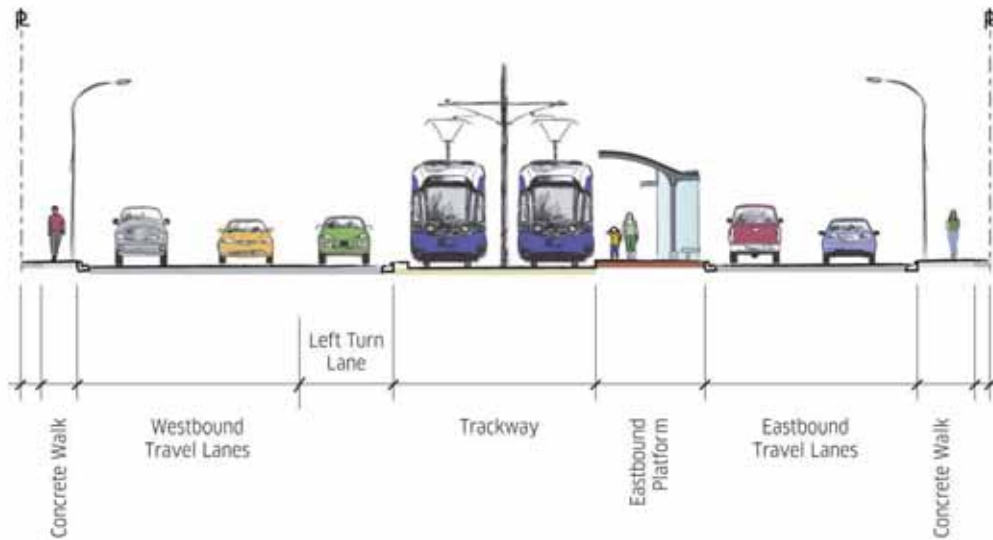 Left Turn
Lane
Concrete Walk
Westbound
Travel Lanes
Trackway
Eastbound
Platform
Eastbound
Travel Lanes
Concrete Walk